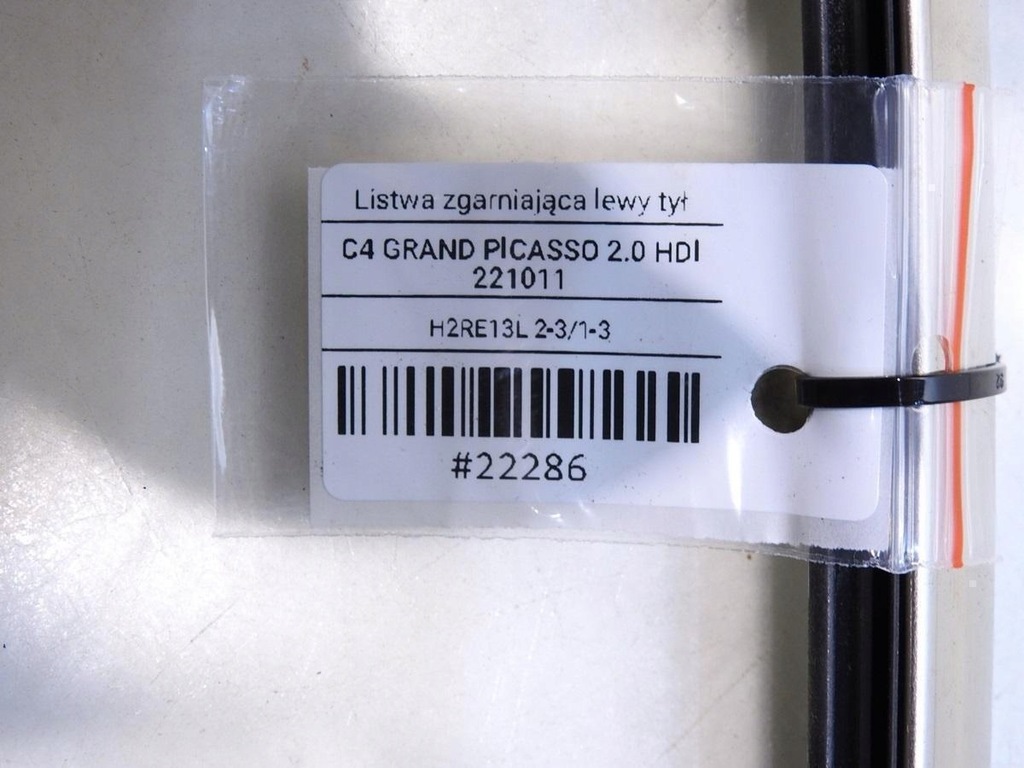 Listwa zgarniająca lewy tył
C4 GRAND PICASSO 2.0 HDI
221011
H2RE13L 2-3/1-3
#22286